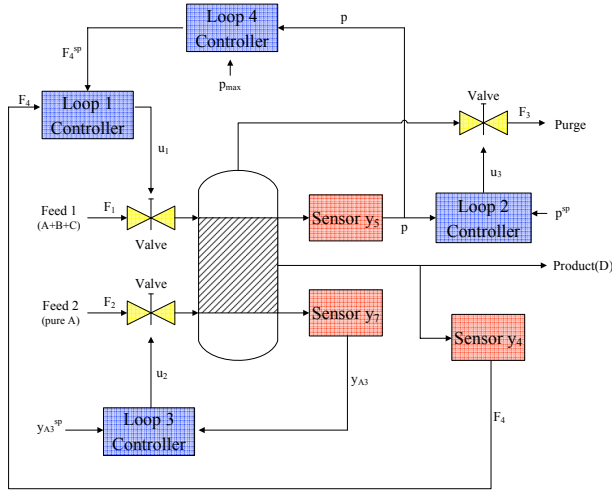 Loop 4
Controller
p
F₄ˢᵖ
pₘₐₓ
F₄
Loop 1
Controller
u₁
Valve
F₃
Purge
u₃
Feed 1
(A+B+C)
F₁
Valve
Sensor y₅
p
Loop 2
Controller
pˢᵖ
Product(D)
Valve
Feed 2
(pure A)
F₂
Sensor y₇
Sensor y₄
u₂
yA3
F₄
yA3ˢᵖ
Loop 3
Controller